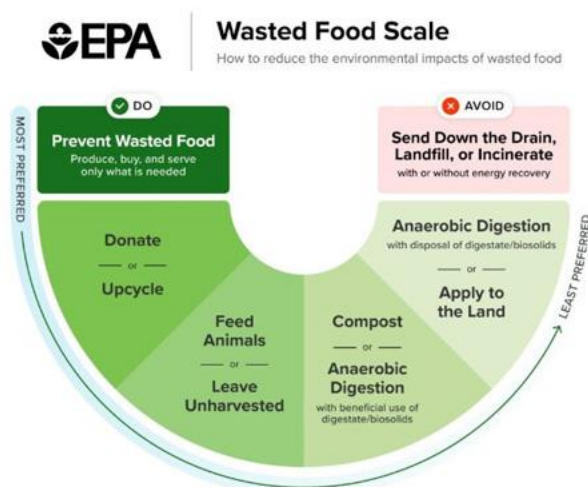 EPA
Wasted Food Scale
How to reduce the environmental impacts of wasted food
DO
Prevent Wasted Food
Produce, buy, and serve
only what is needed
AVOID
Send Down the Drain,
Landfill, or Incinerate
with or without energy recovery
MOST PREFERRED
Donate
or
Upcycle
Feed
Animals
or
Leave
Unharvested
Compost
or
Anaerobic
Digestion
with beneficial use of
digestate/biosolids
Anaerobic Digestion
with disposal of digestate/biosolids
or
Apply to
the Land
LEAST PREFERRED